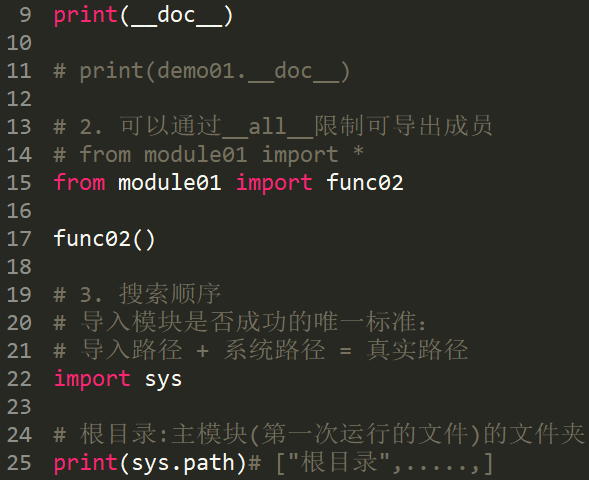 9 print(__doc__)
10
11 # print(demo01.__doc__)
12
13 # 2. 可以通过__all__限制可导出成员
14 # from module01 import *
15 from module01 import func02
16
17 func02()
18
19 # 3. 搜索顺序
20 # 导入模块是否成功的唯一标准：
21 # 导入路径 + 系统路径 = 真实路径
22 import sys
23
24 # 根目录:主模块(第一次运行的文件)的文件夹
25 print(sys.path)# ["根目录",.....,]